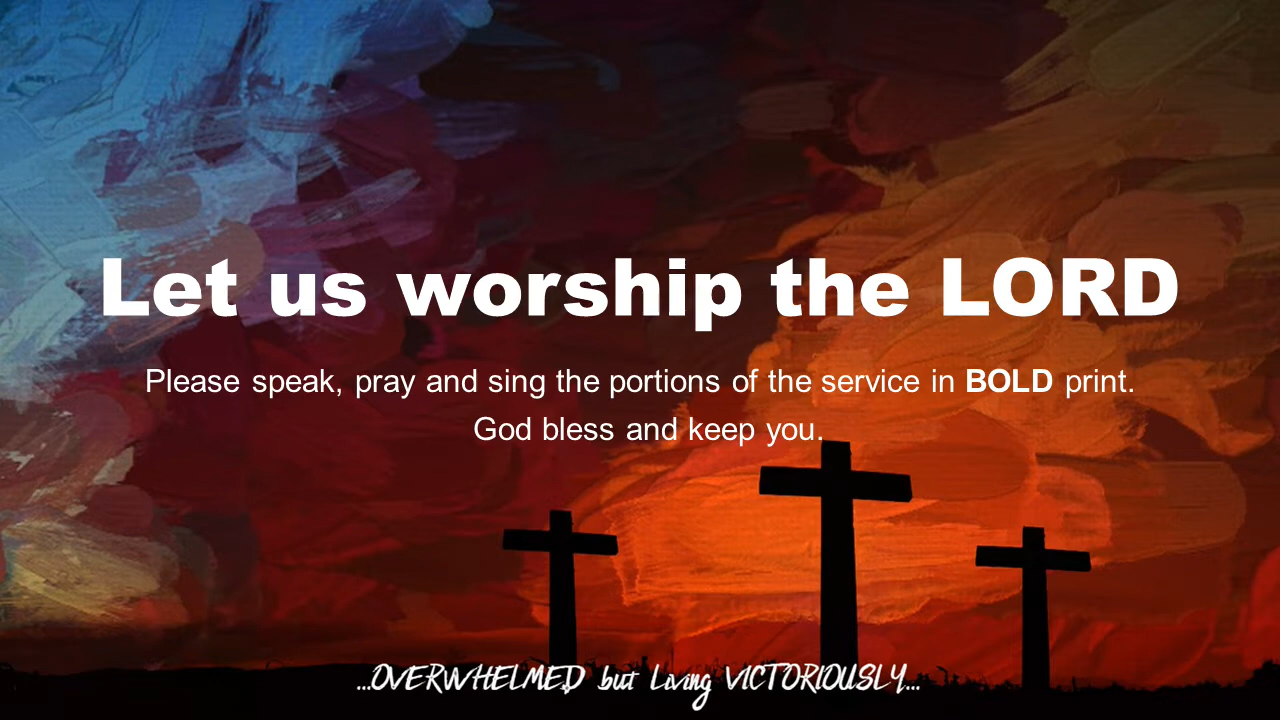 Let us worship the LORD
Please speak, pray and sing the portions of the service in BOLD print.
God bless and keep you.
...OVERWHELMED but Living VICTORIOUSLY...